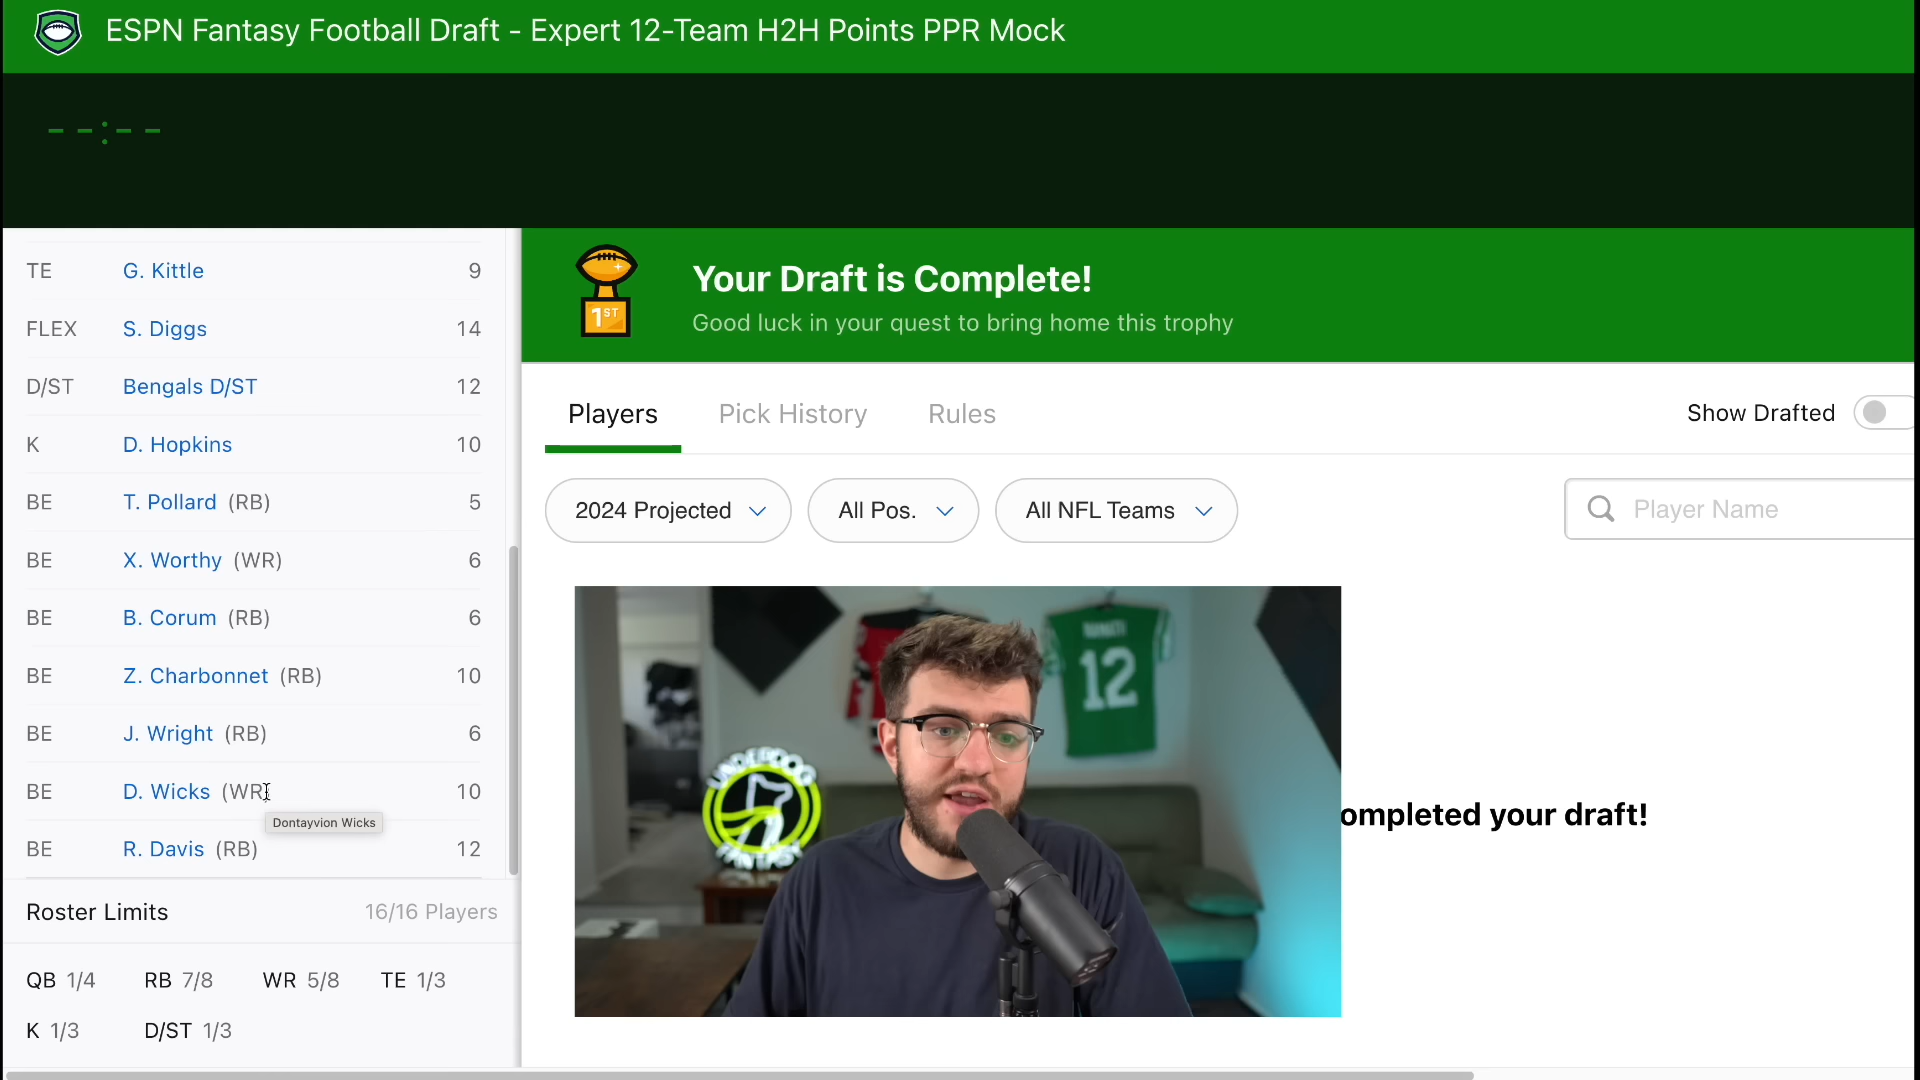 ESPN Fantasy Football Draft - Expert 12-Team H2H Points PPR Mock
--:--
TE G. Kittle 9
FLEX S. Diggs 14
D/ST Bengals D/ST 12
K D. Hopkins 10
BE T. Pollard (RB) 5
BE X. Worthy (WR) 6
BE B. Corum (RB) 6
BE Z. Charbonnet (RB) 10
BE J. Wright (RB) 6
BE D. Wicks (WR) 10
Dontayvion Wicks
BE R. Davis (RB) 12
Roster Limits 16/16 Players
QB 1/4 RB 7/8 WR 5/8 TE 1/3
K 1/3 D/ST 1/3
1ST
Your Draft is Complete!
Good luck in your quest to bring home this trophy
Players Pick History Rules Show Drafted
2024 Projected All Pos. All NFL Teams Player Name
12
UNDERDOG
FANTASY
ompleted your draft!